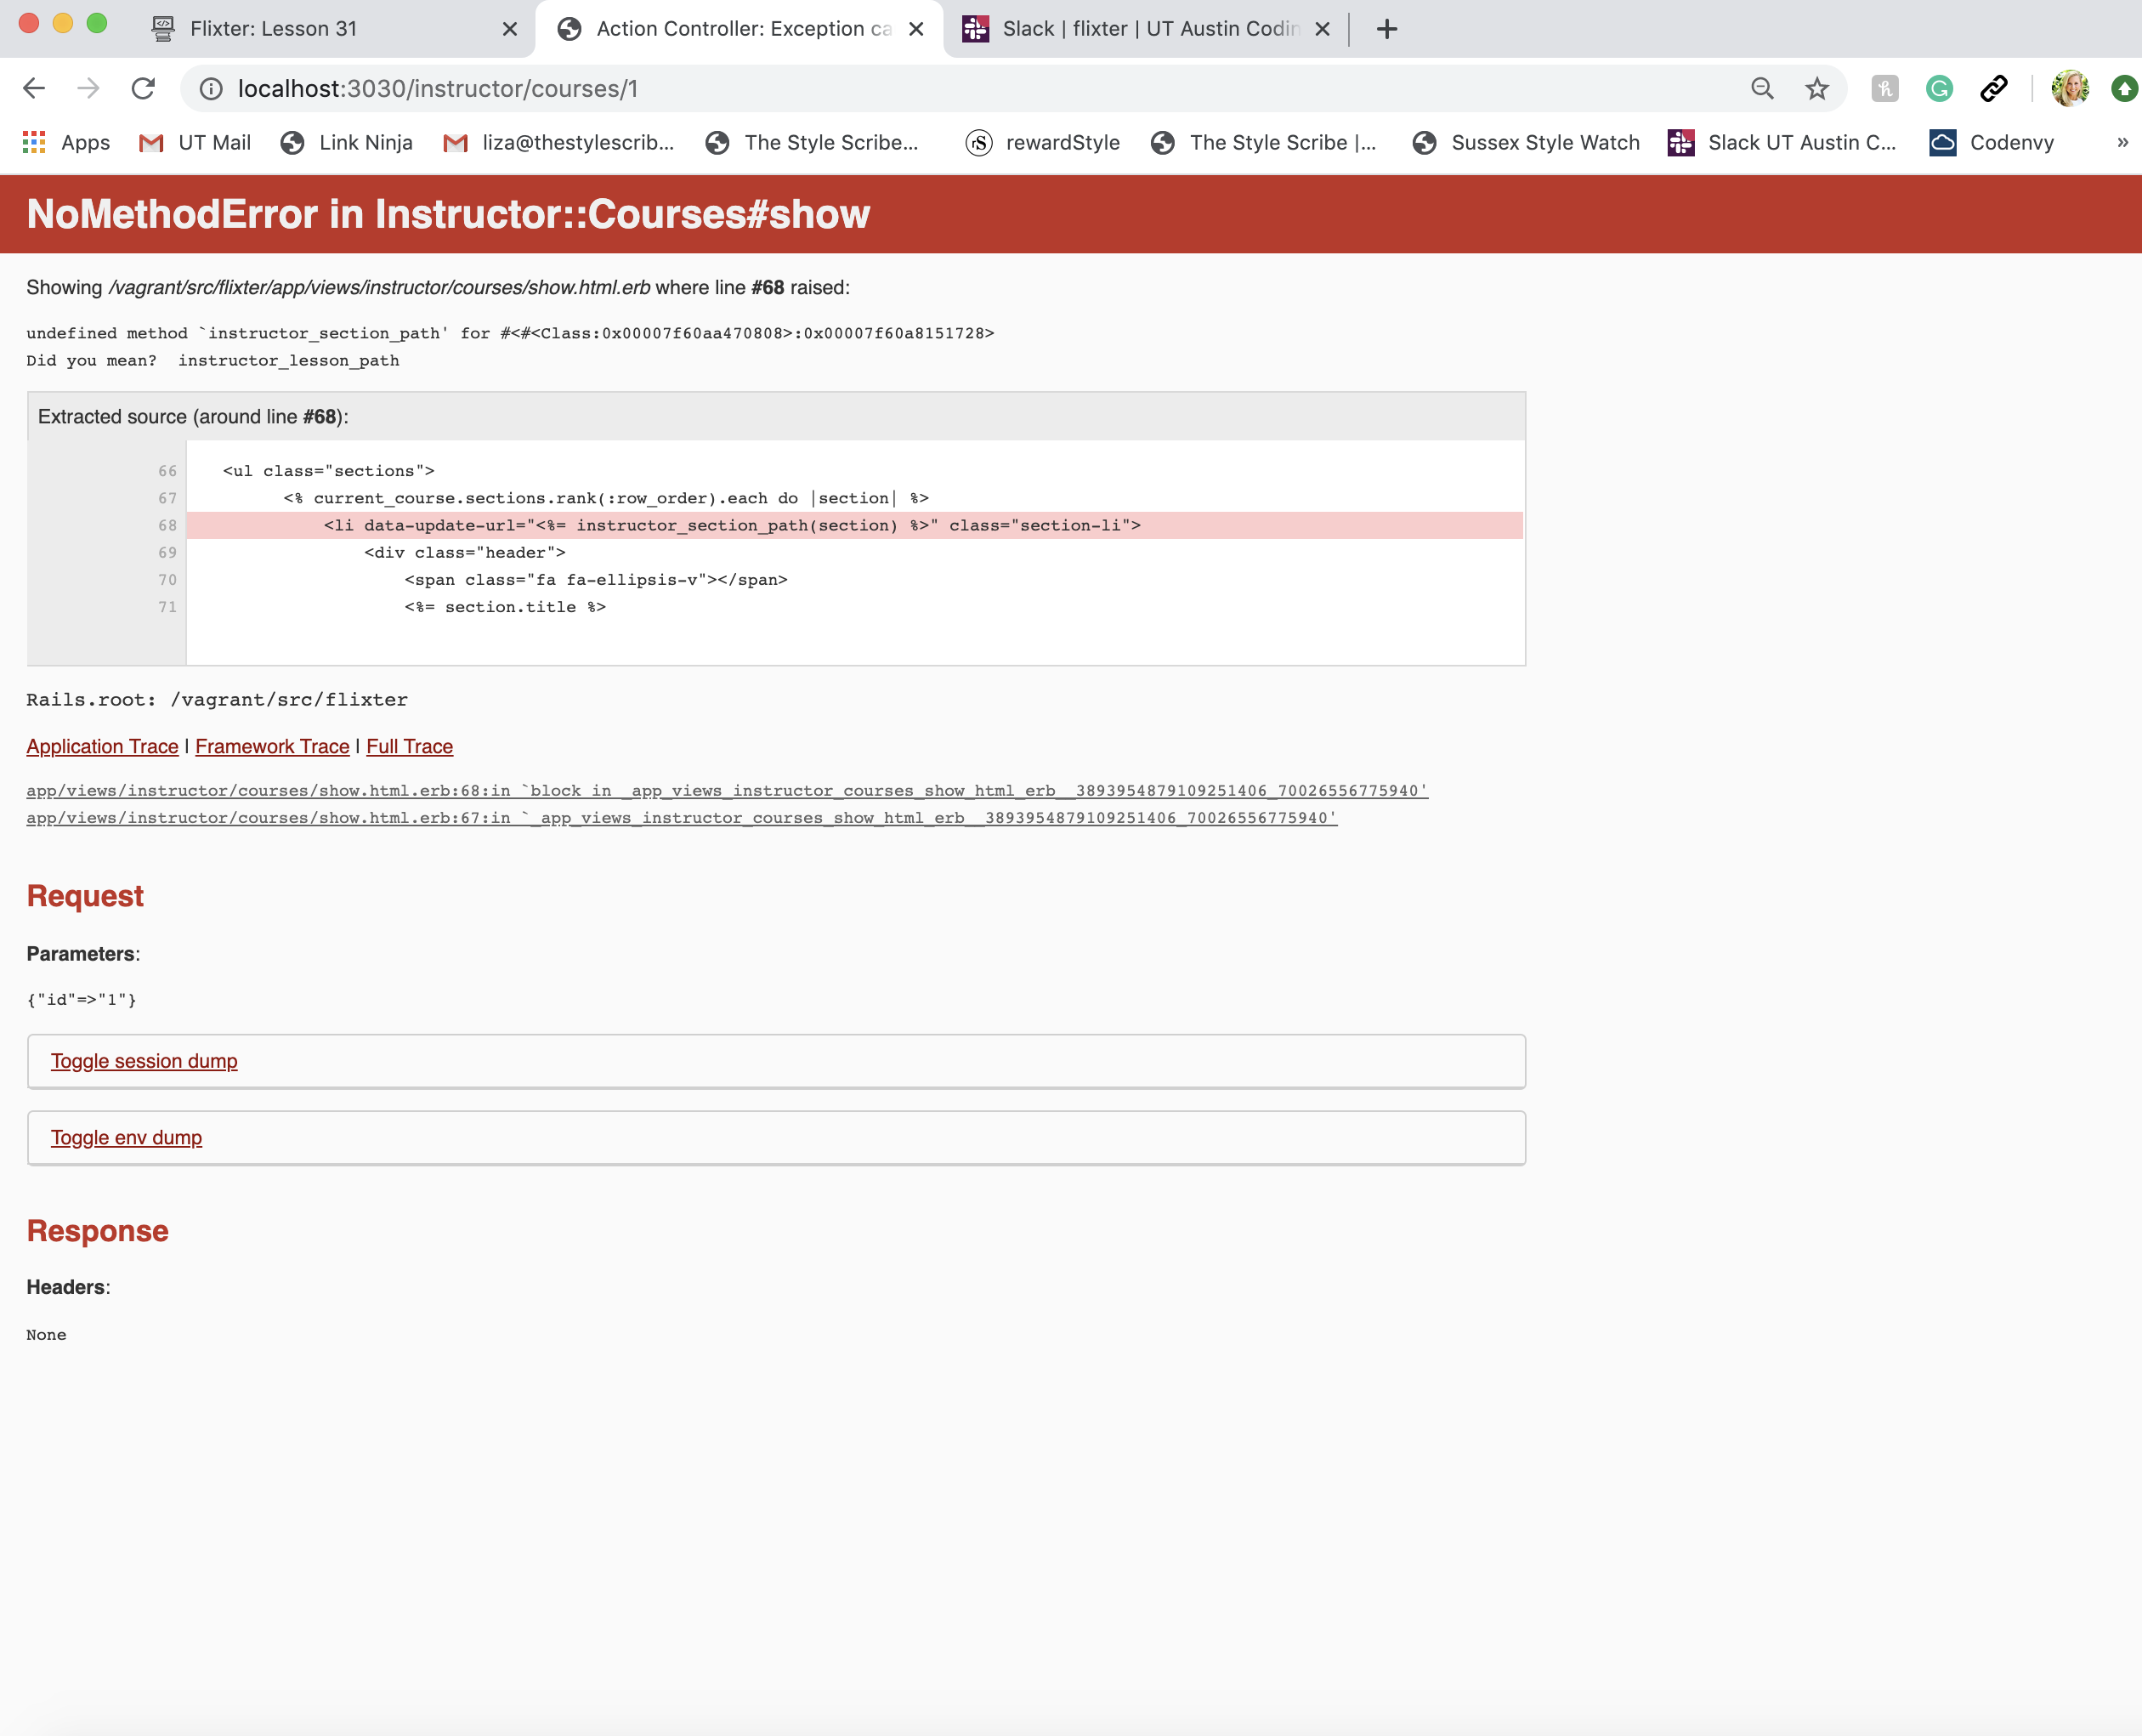 Flixter: Lesson 31
Action Controller: Exception ca
Slack | flixter | UT Austin Codin
localhost:3030/instructor/courses/1
Apps
UT Mail
Link Ninja
liza@thestylescrib...
The Style Scribe...
rS
rewardStyle
The Style Scribe |...
Sussex Style Watch
Slack UT Austin C...
Codenvy
»
NoMethodError in Instructor::Courses#show
Showing /vagrant/src/flixter/app/views/instructor/courses/show.html.erb where line #68 raised:
undefined method `instructor_section_path' for #<#<Class:0x00007f60aa470808>:0x00007f60a8151728>
Did you mean?  instructor_lesson_path
Extracted source (around line #68):
66 <ul class="sections">
67 <% current_course.sections.rank(:row_order).each do |section| %>
68 <li data-update-url="<%= instructor_section_path(section) %>" class="section-li">
69 <div class="header">
70 <span class="fa fa-ellipsis-v"></span>
71 <%= section.title %>
Rails.root: /vagrant/src/flixter
Application Trace | Framework Trace | Full Trace
app/views/instructor/courses/show.html.erb:68:in `block in _app_views_instructor_courses_show_html_erb__3893954879109251406_70026556775940'
app/views/instructor/courses/show.html.erb:67:in `_app_views_instructor_courses_show_html_erb__3893954879109251406_70026556775940'
Request
Parameters:
{"id"=>"1"}
Toggle session dump
Toggle env dump
Response
Headers:
None